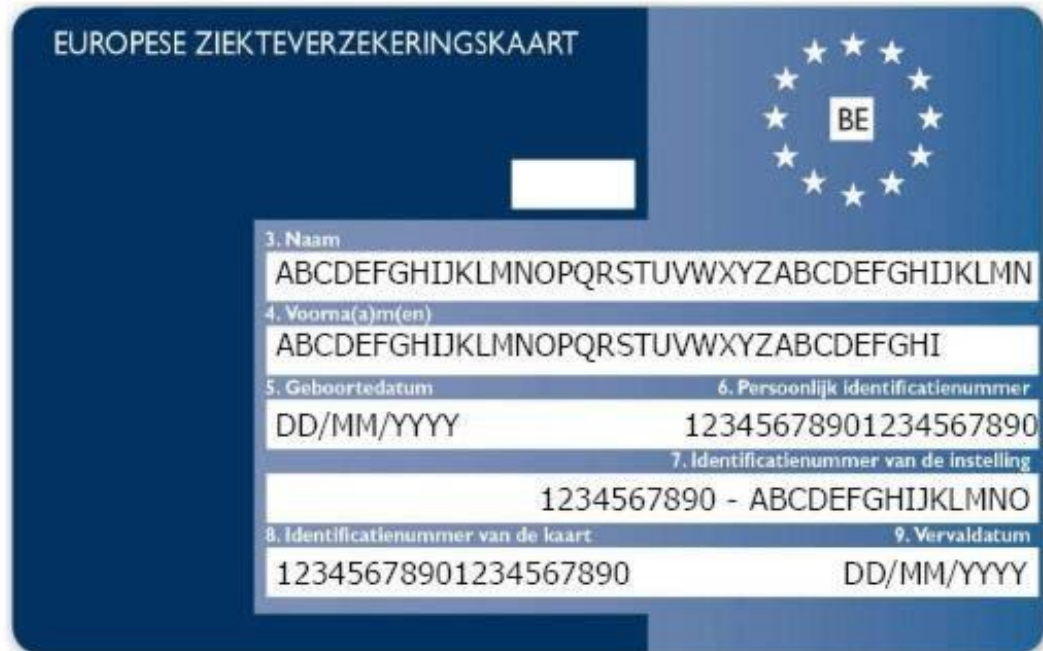 EUROPESE ZIEKTEVERZEKERINGSKAART
BE
3. Naam
ABCDEFGHIJKLMNOPQRSTUVWXYZABCDEFGHIJKLMN
4. Voorna(a)m(en)
ABCDEFGHIJKLMNOPQRSTUVWXYZABCDEFGHI
5. Geboortedatum 6. Persoonlijk identificatienummer
DD/MM/YYYY 12345678901234567890
7. Identificatienummer van de instelling
1234567890 - ABCDEFGHIJKLMNO
8. Identificatienummer van de kaart 9. Vervaldatum
12345678901234567890 DD/MM/YYYY